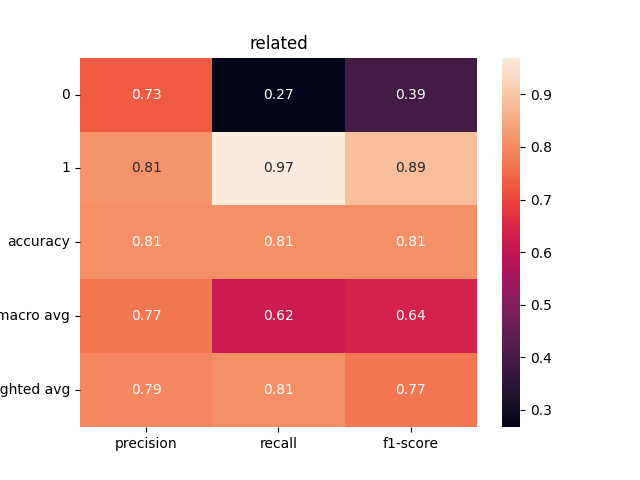 related
0 0.73 0.27 0.39
1 0.81 0.97 0.89
accuracy 0.81 0.81 0.81
macro avg 0.77 0.62 0.64
ghted avg 0.79 0.81 0.77
precision recall f1-score
0.9
0.8
0.7
0.6
0.5
0.4
0.3